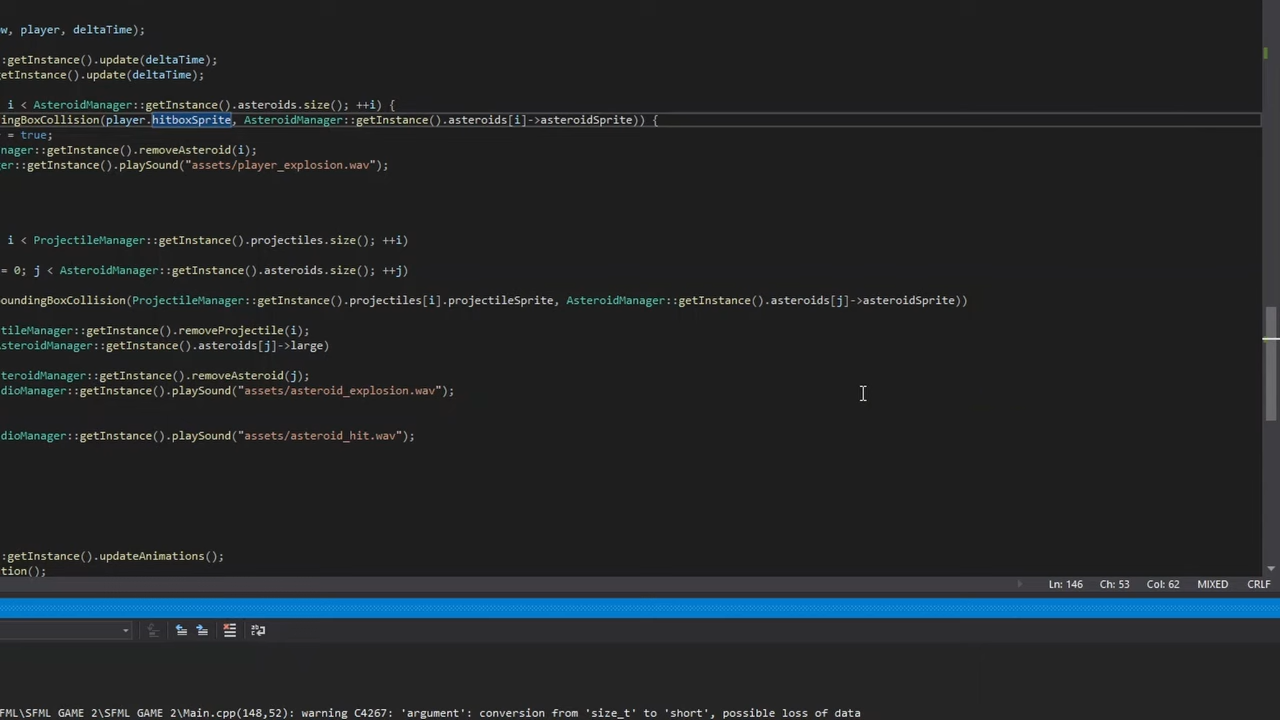 w, player, deltaTime);
:getInstance().update(deltaTime);
getInstance().update(deltaTime);
i < AsteroidManager::getInstance().asteroids.size(); ++i) {
ingBoxCollision(player.hitboxSprite, AsteroidManager::getInstance().asteroids[i]->asteroidSprite)) {
= true;
nager::getInstance().removeAsteroid(i);
ger::getInstance().playSound("assets/player_explosion.wav");
i < ProjectileManager::getInstance().projectiles.size(); ++i)
= 0; j < AsteroidManager::getInstance().asteroids.size(); ++j)
oundingBoxCollision(ProjectileManager::getInstance().projectiles[i].projectileSprite, AsteroidManager::getInstance().asteroids[j]->asteroidSprite))
tileManager::getInstance().removeProjectile(i);
AsteroidManager::getInstance().asteroids[j]->large)
teroidManager::getInstance().removeAsteroid(j);
dioManager::getInstance().playSound("assets/asteroid_explosion.wav");
dioManager::getInstance().playSound("assets/asteroid_hit.wav");
:getInstance().updateAnimations();
tion();
Ln: 146 Ch: 53 Col: 62 MIXED CRLF
FML\SFML GAME 2\SFML GAME 2\Main.cpp(148,52): warning C4267: 'argument': conversion from 'size_t' to 'short', possible loss of data